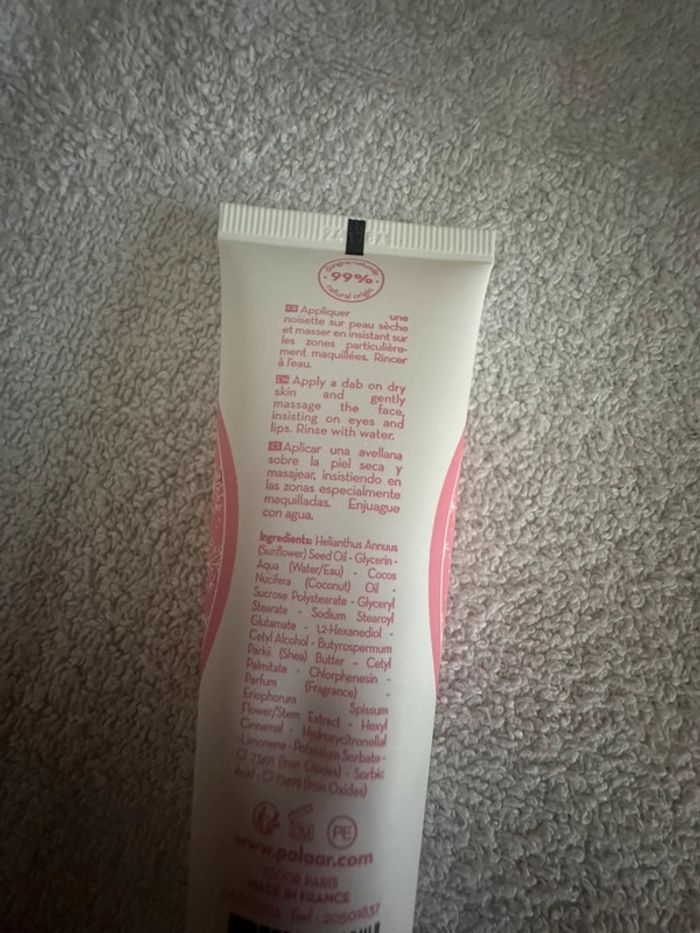 Origine naturelle
99%
natural origin
FR Appliquer une
noisette sur peau sèche
et masser en insistant sur
les zones particulière-
ment maquillées. Rincer
à l'eau.
EN Apply a dab on dry
skin and gently
massage the face,
insisting on eyes and
lips. Rinse with water.
ES Aplicar una avellana
sobre la piel seca y
masajear, insistiendo en
las zonas especialmente
maquilladas. Enjuague
con agua.
Ingredients: Helianthus Annuus
(Sunflower) Seed Oil - Glycerin -
Aqua (Water/Eau) - Cocos
Nucifera (Coconut) Oil -
Sucrose Polystearate - Glyceryl
Stearate - Sodium Stearoyl
Glutamate - 1,2-Hexanediol -
Cetyl Alcohol - Butyrospermum
Parkii (Shea) Butter - Cetyl
Palmitate - Chlorphenesin -
Parfum (Fragrance) -
Eriophorum Spissum
Flower/Stem Extract - Hexyl
Cinnamal - Hydroxycitronellal
-Limonene - Potassium Sorbate -
CI 77491 (Iron Oxides) - Sorbic
Acid - CI 77499 (Iron Oxides)
PE
www.polaar.com
75008 PARIS
MADE IN FRANCE
Ref :